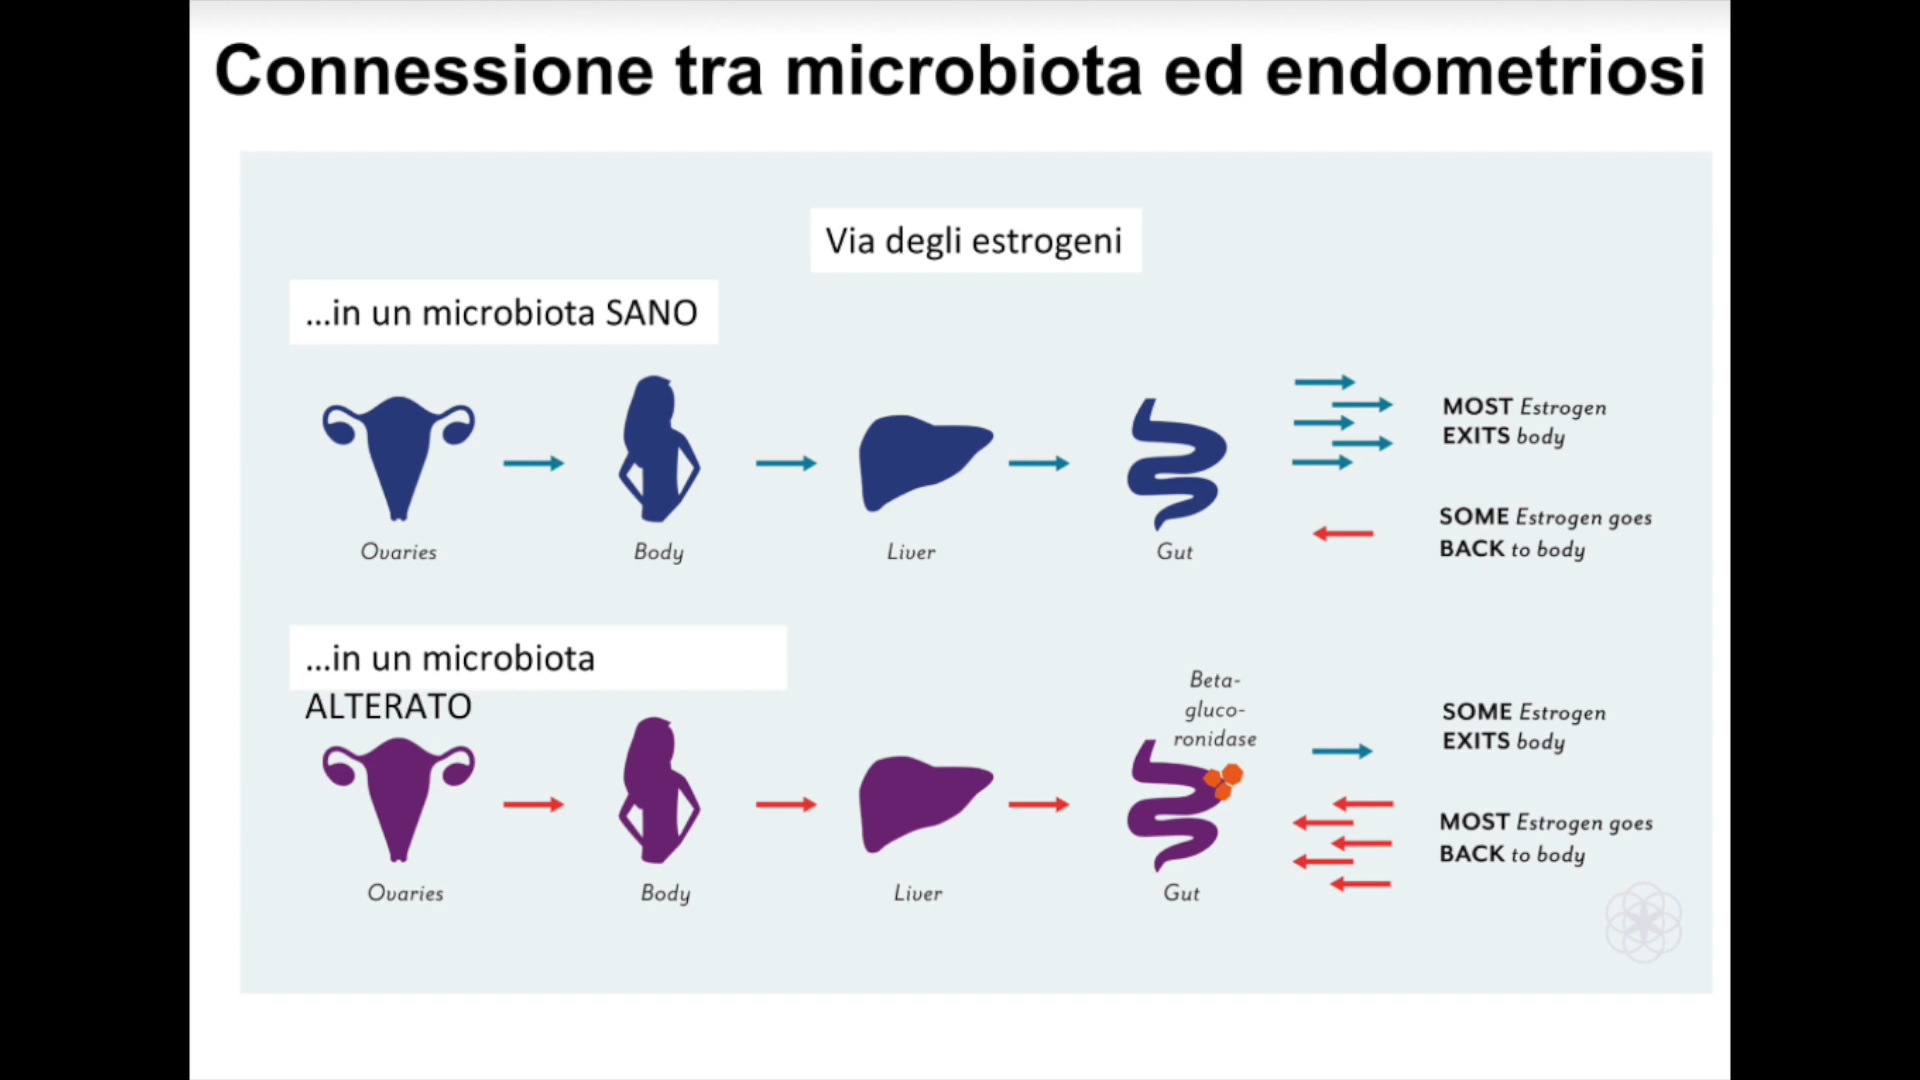 Connessione tra microbiota ed endometriosi
Via degli estrogeni
...in un microbiota SANO
MOST Estrogen
EXITS body
SOME Estrogen goes
BACK to body
Ovaries
Body
Liver
Gut
...in un microbiota
ALTERATO
Beta-
gluco-
ronidase
SOME Estrogen
EXITS body
MOST Estrogen goes
BACK to body
Ovaries
Body
Liver
Gut